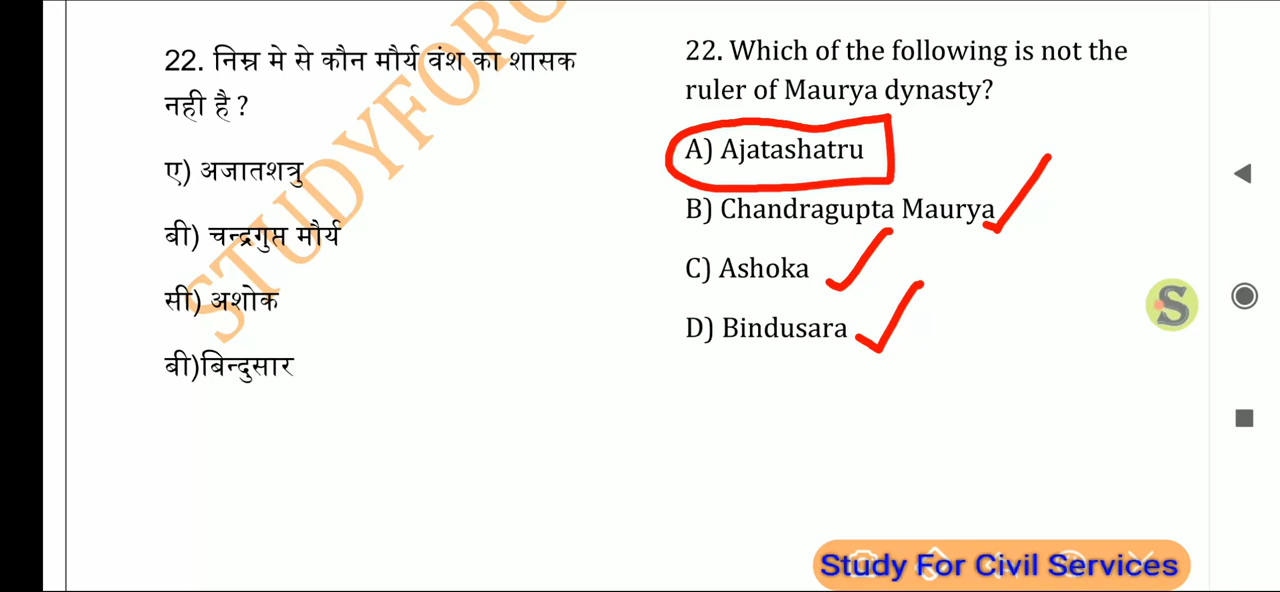 22. निम्न मे से कौन मौर्य वंश का शासक
नही है ?
ए) अजातशत्रु
बी) चन्द्रगुप्त मौर्य
सी) अशोक
बी)बिन्दुसार
22. Which of the following is not the
ruler of Maurya dynasty?
A) Ajatashatru
B) Chandragupta Maurya
C) Ashoka
D) Bindusara
STUDYFORC
S
Study For Civil Services